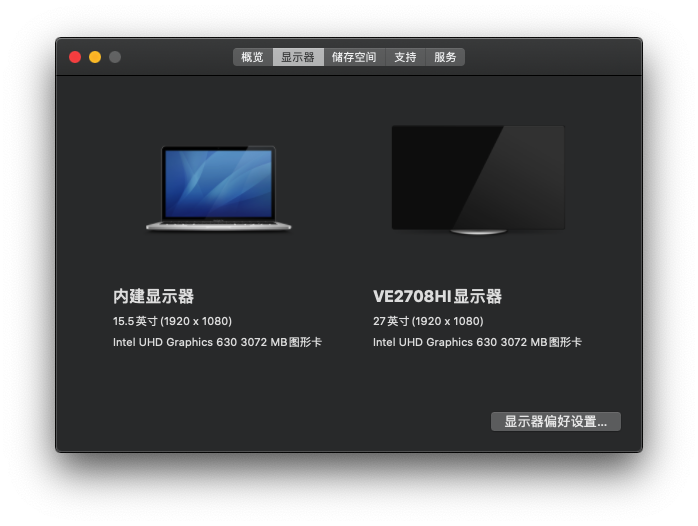 概览 显示器 储存空间 支持 服务
内建显示器
15.5英寸 (1920 x 1080)
Intel UHD Graphics 630 3072 MB图形卡
VE2708HI显示器
27英寸 (1920 x 1080)
Intel UHD Graphics 630 3072 MB图形卡
显示器偏好设置...